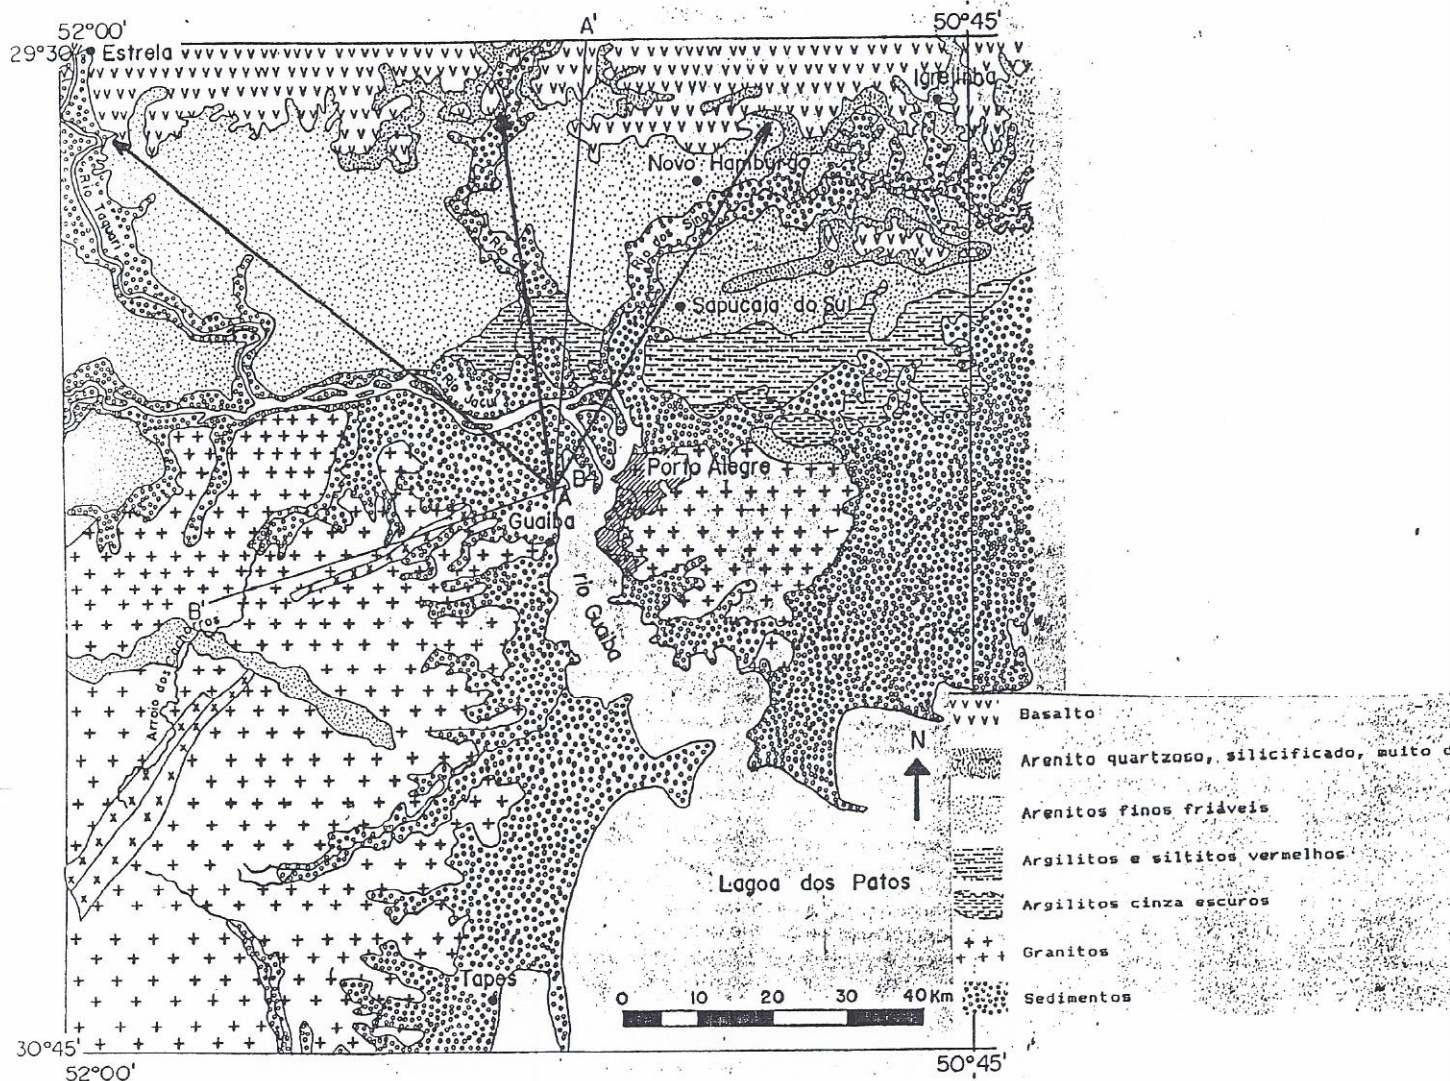 52°00'
A'
50°45'
29°30'
Estrela
Igrejinha
Novo Hamburgo
Rio Taquari
Rio
Rio dos Sinos
Sapucaia do Sul
Rio Jacuí
Porto Alegre
B
A
Guaíba
rio Guaíba
B'
Arroio dos
N
Basalto
Arenito quartzoso, silicificado, muito d
Arenitos finos friáveis
Argilitos e siltitos vermelhos
Lagoa dos Patos
Argilitos cinza escuros
Granitos
Tapes
0 10 20 30 40 Km
Sedimentos
30°45'
52°00'
50°45'